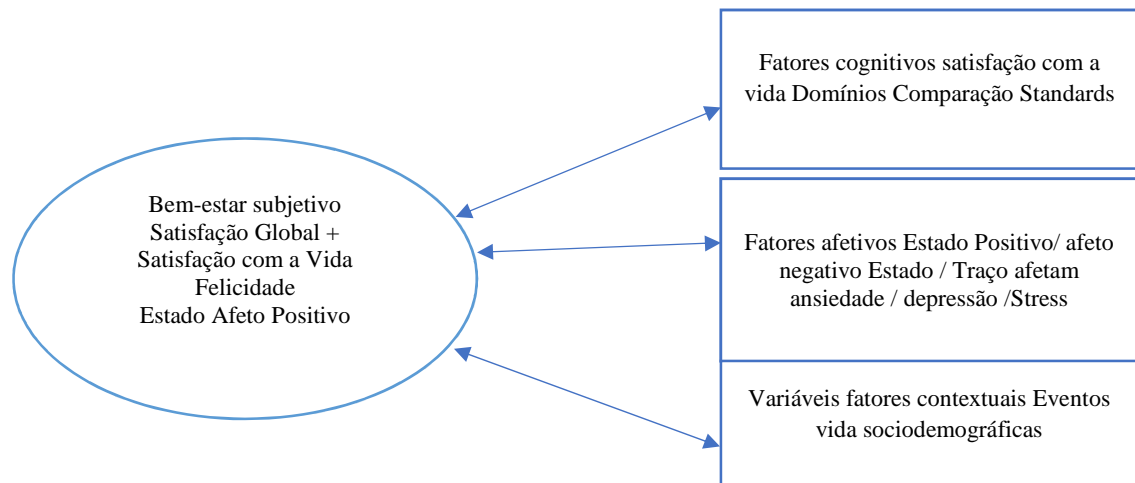 Bem-estar subjetivo
Satisfação Global +
Satisfação com a Vida
Felicidade
Estado Afeto Positivo
Fatores cognitivos satisfação com a
vida Domínios Comparação Standards
Fatores afetivos Estado Positivo/ afeto
negativo Estado / Traço afetam
ansiedade / depressão /Stress
Variáveis fatores contextuais Eventos
vida sociodemográficas